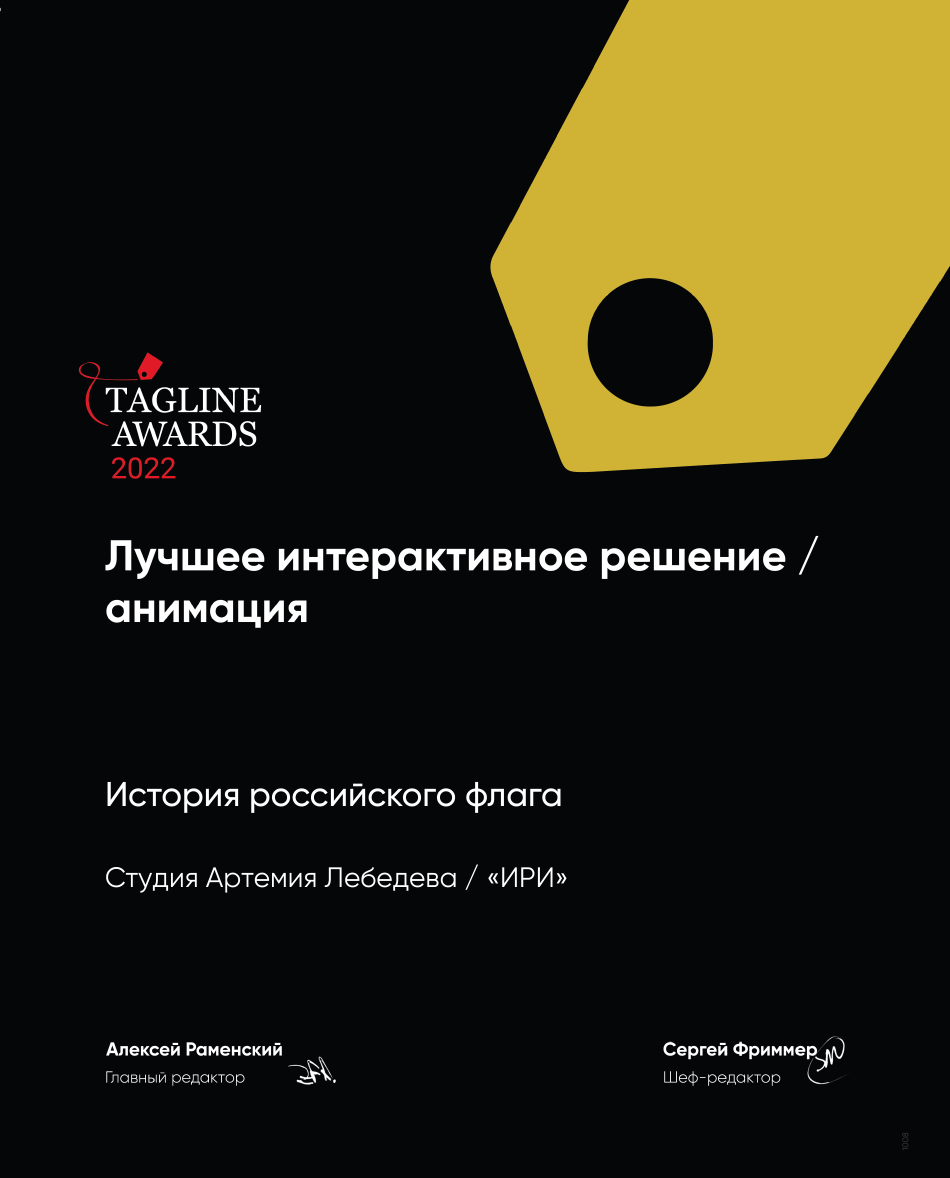 TAGLINE
AWARDS
2022
Лучшее интерактивное решение /
анимация
История российского флага
Студия Артемия Лебедева / «ИРИ»
Алексей Раменский
Главный редактор
Сергей Фриммер
Шеф-редактор
1008